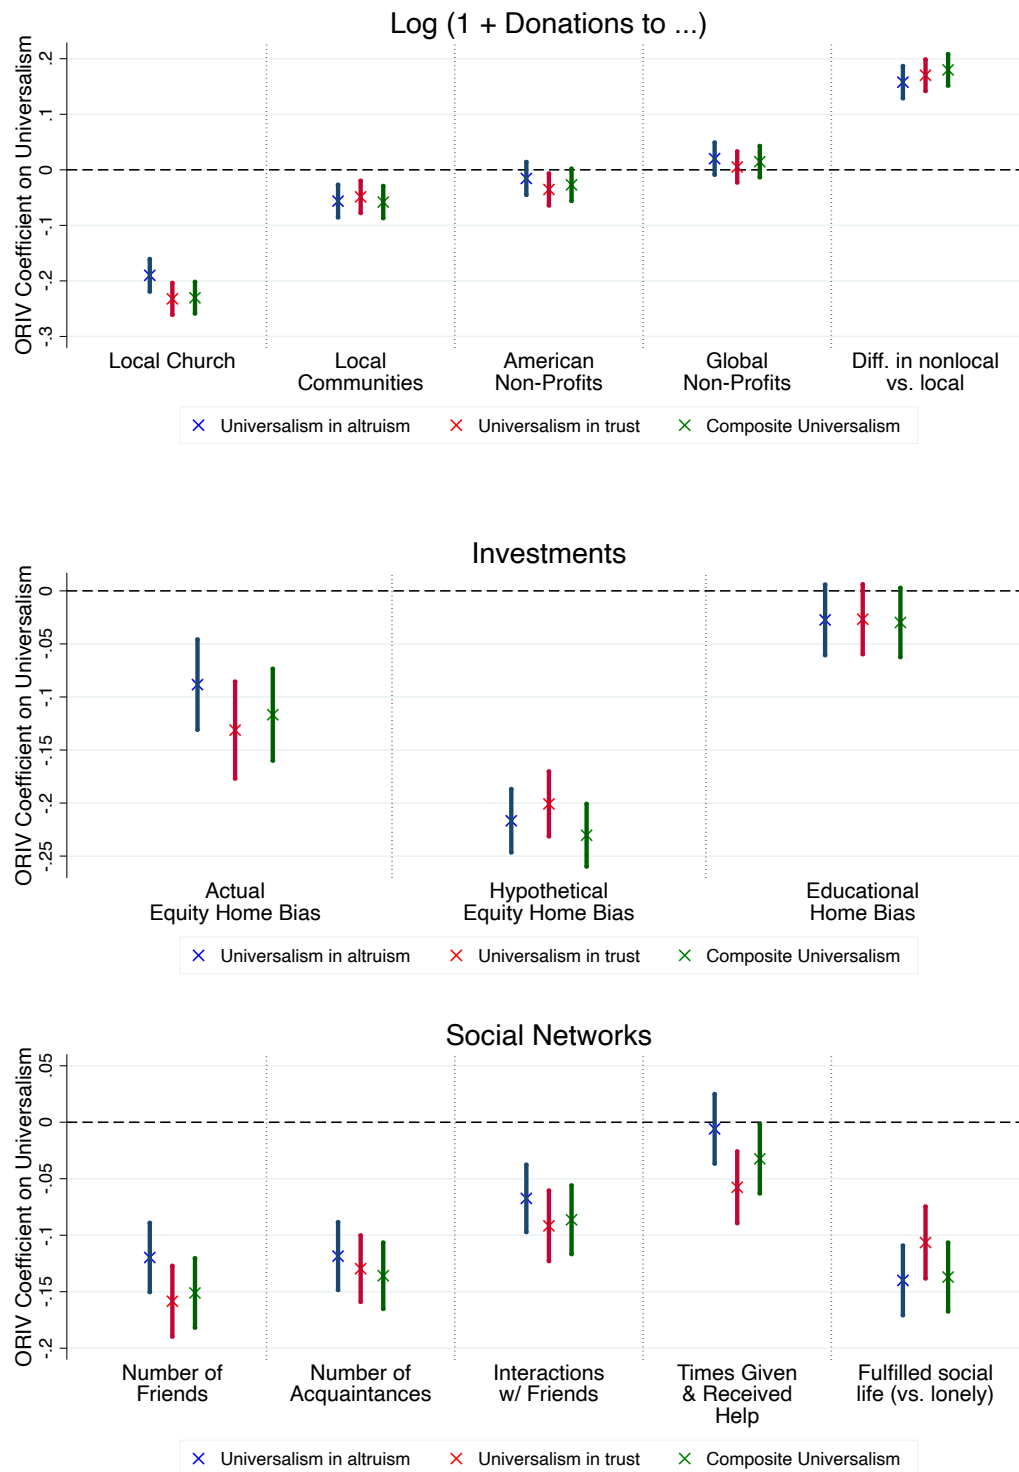 Log (1 + Donations to ...)
ORIV Coefficient on Universalism
.2
.1
0
-.1
-.2
-.3
Local Church
Local
Communities
American
Non-Profits
Global
Non-Profits
Diff. in nonlocal
vs. local
Universalism in altruism
Universalism in trust
Composite Universalism
Investments
ORIV Coefficient on Universalism
0
-.05
-.1
-.15
-.2
-.25
Actual
Equity Home Bias
Hypothetical
Equity Home Bias
Educational
Home Bias
Universalism in altruism
Universalism in trust
Composite Universalism
Social Networks
ORIV Coefficient on Universalism
.05
0
-.05
-.1
-.15
-.2
Number of
Friends
Number of
Acquaintances
Interactions
w/ Friends
Times Given
& Received
Help
Fulfilled social
life (vs. lonely)
Universalism in altruism
Universalism in trust
Composite Universalism